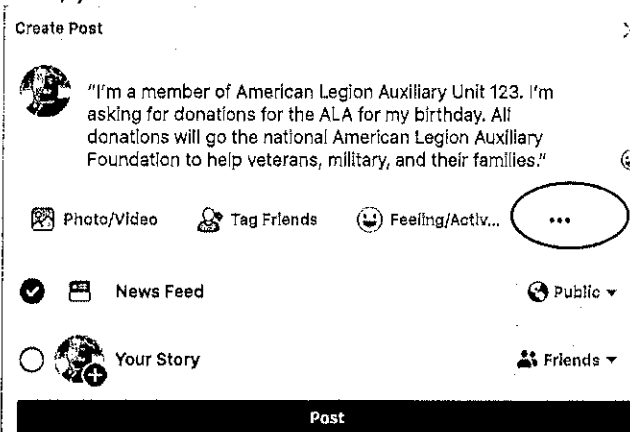 Create Post
"I'm a member of American Legion Auxiliary Unit 123. I'm
asking for donations for the ALA for my birthday. All
donations will go the national American Legion Auxiliary
Foundation to help veterans, military, and their families."
Photo/Video Tag Friends Feeling/Activ... •••
News Feed Public
Your Story Friends
Post